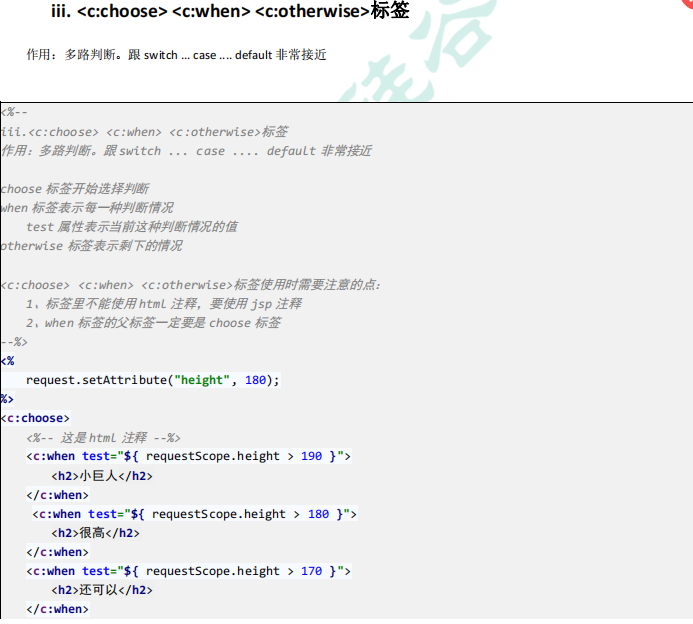 iii. <c:choose> <c:when> <c:otherwise>标签
作用：多路判断。跟 switch ... case .... default 非常接近
<%--
iii.<c:choose> <c:when> <c:otherwise>标签
作用：多路判断。跟 switch ... case .... default 非常接近
choose 标签开始选择判断
when 标签表示每一种判断情况
test 属性表示当前这种判断情况的值
otherwise 标签表示剩下的情况
<c:choose> <c:when> <c:otherwise>标签使用时需要注意的点：
1、标签里不能使用 html 注释，要使用 jsp 注释
2、when 标签的父标签一定要是 choose 标签
--%>
<%
request.setAttribute("height", 180);
%>
<c:choose>
<%-- 这是 html 注释 --%>
<c:when test="${ requestScope.height > 190 }">
<h2>小巨人</h2>
</c:when>
<c:when test="${ requestScope.height > 180 }">
<h2>很高</h2>
</c:when>
<c:when test="${ requestScope.height > 170 }">
<h2>还可以</h2>
</c:when>